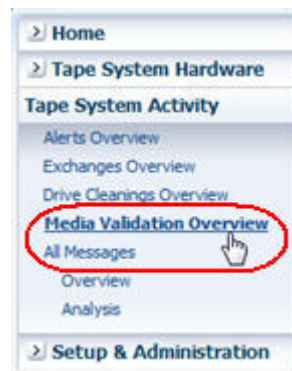 Home
Tape System Hardware
Tape System Activity
Alerts Overview
Exchanges Overview
Drive Cleanings Overview
Media Validation Overview
All Messages
Overview
Analysis
Setup & Administration